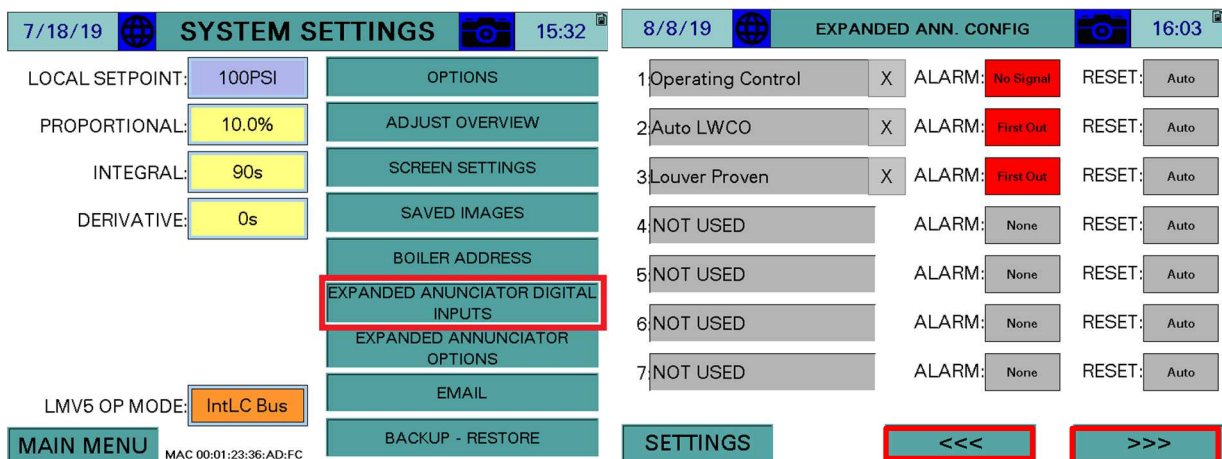 7/18/19
SYSTEM SETTINGS
15:32
LOCAL SETPOINT:
100PSI
PROPORTIONAL:
10.0%
INTEGRAL:
90s
DERIVATIVE:
0s
LMV5 OP MODE:
IntLC Bus
MAIN MENU
MAC 00:01:23:36:AD:FC
OPTIONS
ADJUST OVERVIEW
SCREEN SETTINGS
SAVED IMAGES
BOILER ADDRESS
EXPANDED ANUNCIATOR DIGITAL
INPUTS
EXPANDED ANNUNCIATOR
OPTIONS
EMAIL
BACKUP - RESTORE
8/8/19
EXPANDED ANN. CONFIG
16:03
1:Operating Control X ALARM: No Signal RESET: Auto
2:Auto LWCO X ALARM: First Out RESET: Auto
3:Louver Proven X ALARM: First Out RESET: Auto
4:NOT USED ALARM: None RESET: Auto
5:NOT USED ALARM: None RESET: Auto
6:NOT USED ALARM: None RESET: Auto
7:NOT USED ALARM: None RESET: Auto
SETTINGS
<<<
>>>